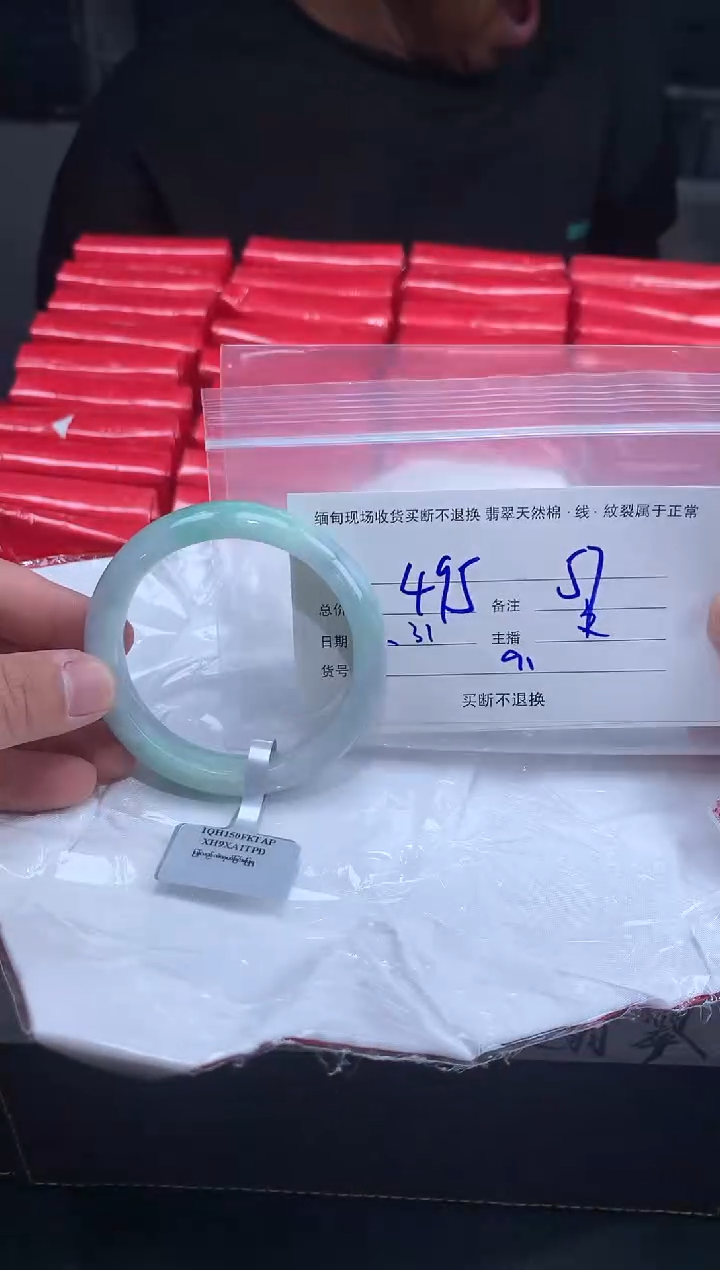 缅甸现场收货买断不退换 翡翠天然棉·线·紋裂属于正常
总价 495 备注 57
日期 .31 主播
货号 91
买断不退换
1QH150FKTAP
XH9XA1TPD